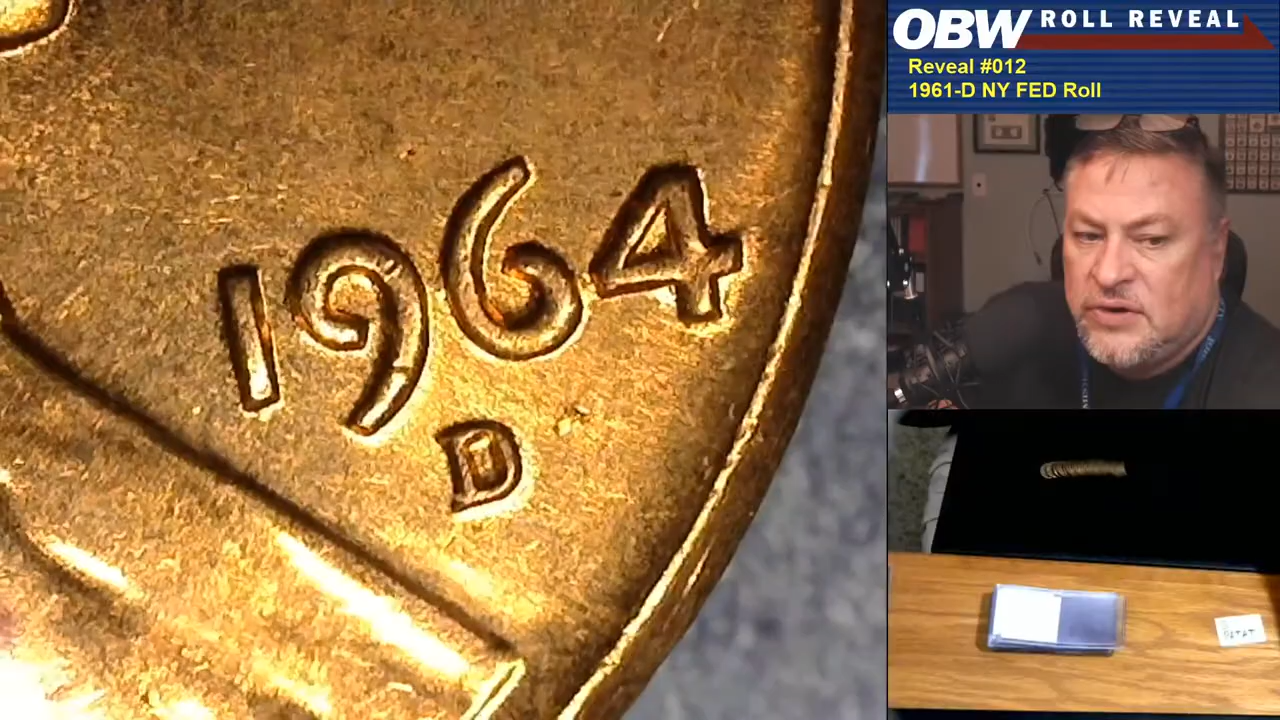 1964
D
OBW ROLL REVEAL
Reveal #012
1961-D NY FED Roll